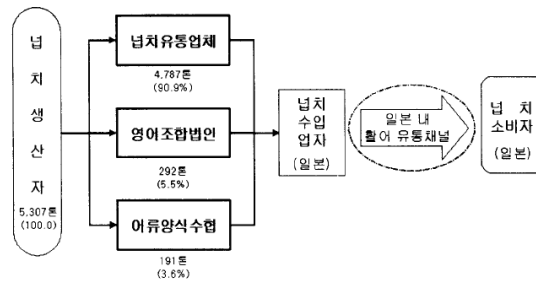 넙
치
생
산
자
5,307톤
(100.0)
넙치유통업체
4,787톤
(90.9%)
영어조합법인
292톤
(5.5%)
어류양식수협
191톤
(3.6%)
넙치
수입
업자
(일본)
일본 내
활어 유통채널
넙 치
소비자
(일본)